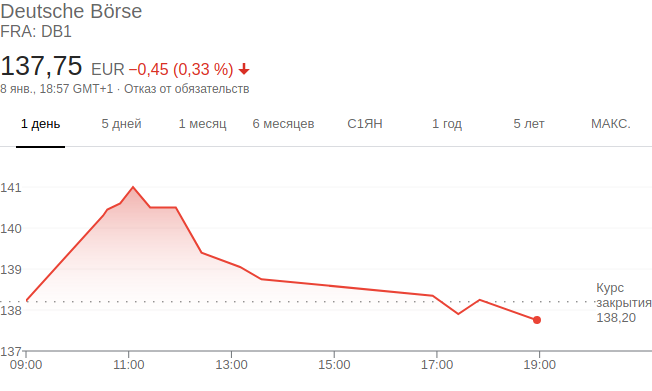 Deutsche Börse
FRA: DB1
137,75 EUR −0,45 (0,33 %)
8 янв., 18:57 GMT+1 · Отказ от обязательств
1 день 5 дней 1 месяц 6 месяцев С1ЯН 1 год 5 лет МАКС.
141
140
139
138
137
Курс
закрытия
138,20
09:00 11:00 13:00 15:00 17:00 19:00